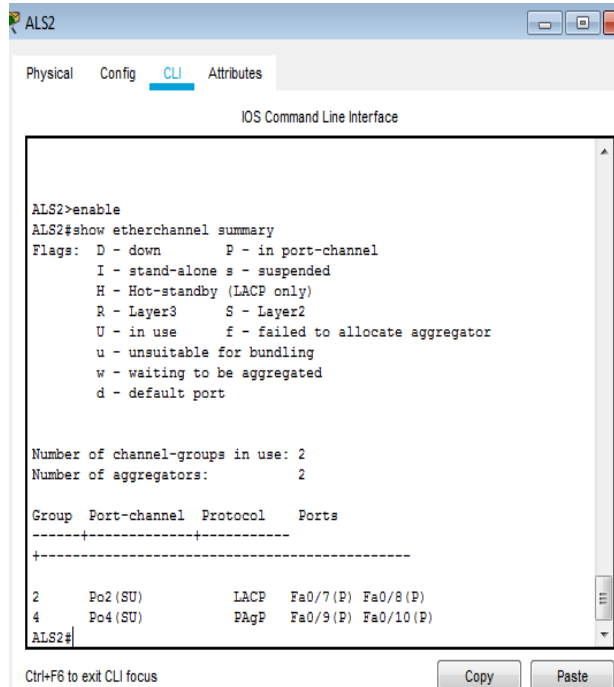 ALS2
Physical Config CLI Attributes
IOS Command Line Interface
ALS2>enable
ALS2#show etherchannel summary
Flags:  D - down        P - in port-channel
        I - stand-alone s - suspended
        H - Hot-standby (LACP only)
        R - Layer3      S - Layer2
        U - in use      f - failed to allocate aggregator
        u - unsuitable for bundling
        w - waiting to be aggregated
        d - default port
Number of channel-groups in use: 2
Number of aggregators:           2
Group  Port-channel  Protocol    Ports
------+-------------+-----------
+----------------------------------------------
2      Po2(SU)           LACP   Fa0/7(P) Fa0/8(P)
4      Po4(SU)           PAgP   Fa0/9(P) Fa0/10(P)
ALS2#
Ctrl+F6 to exit CLI focus
Copy Paste